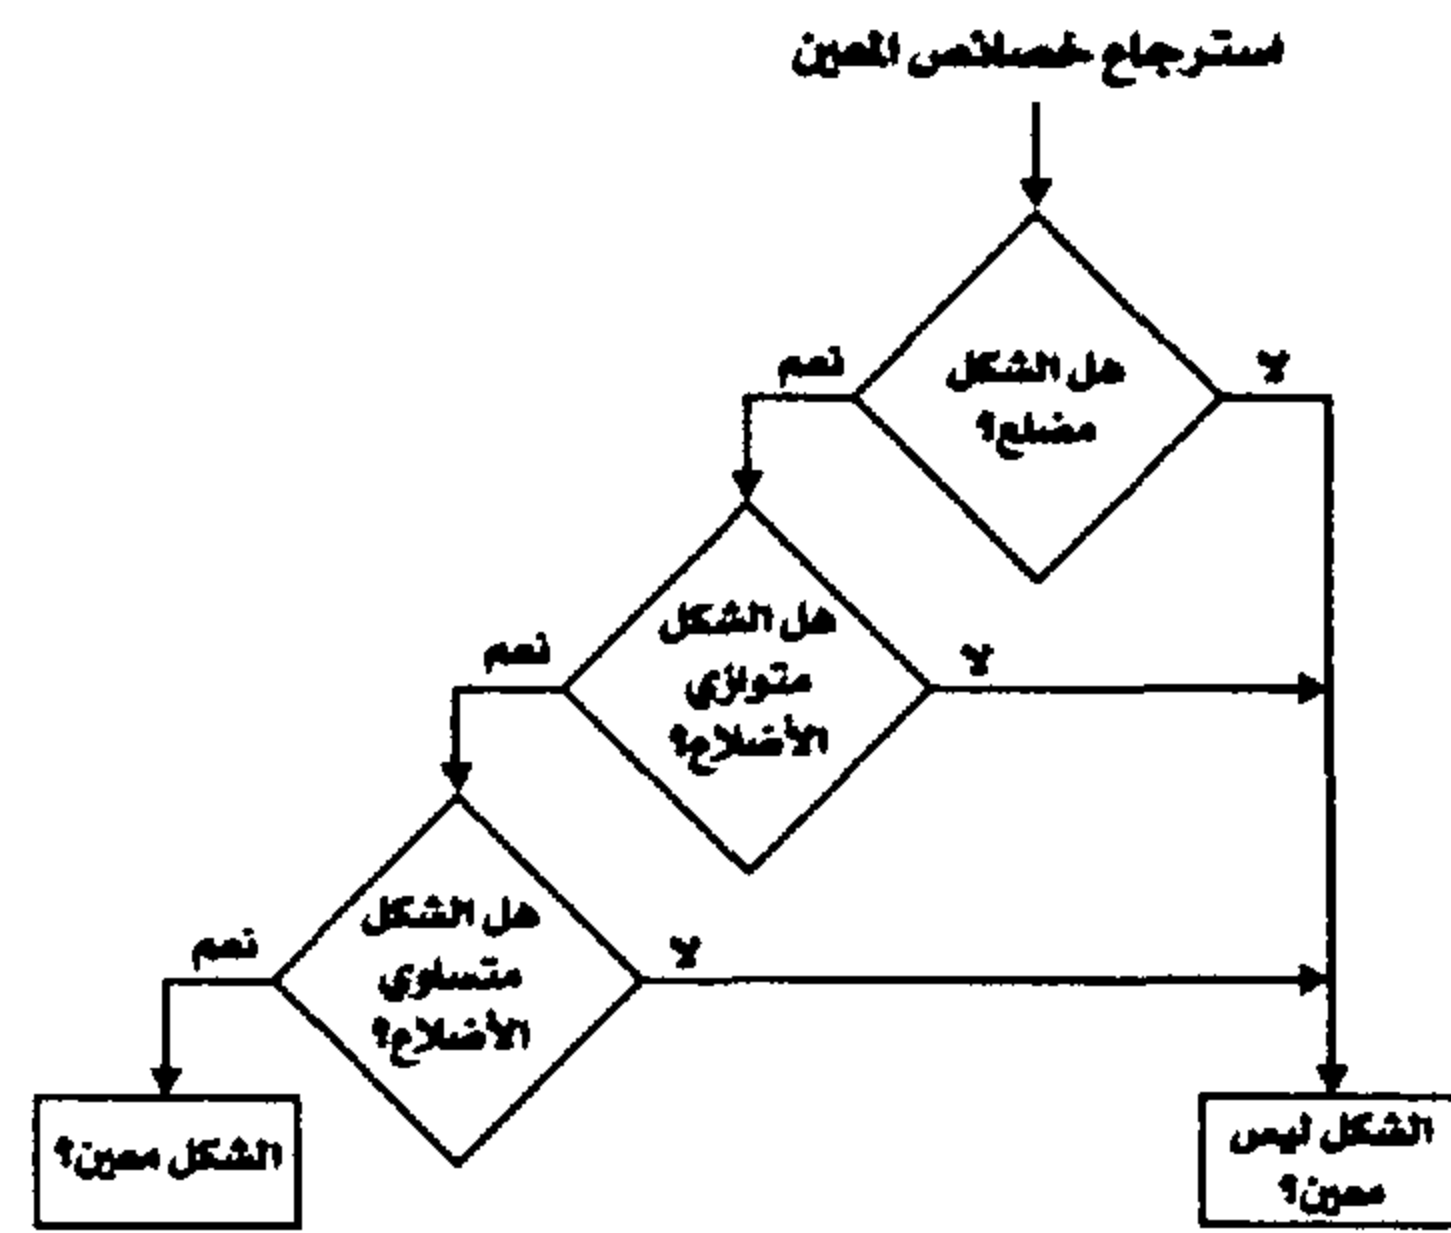 استرجاع خصائص المعين
هل الشكل
مضلع؟
نعم
لا
هل الشكل
متوازي
الأضلاع؟
نعم
لا
هل الشكل
متساوي
الأضلاع؟
نعم
لا
الشكل ليس
معين؟
الشكل معين؟